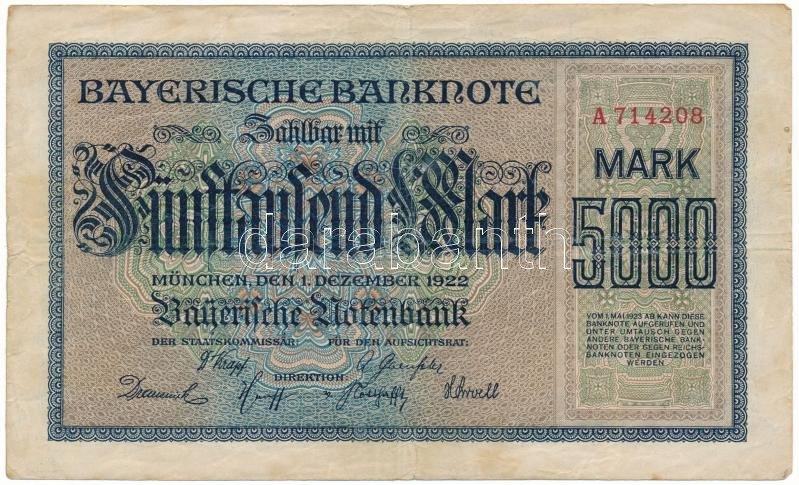 BAYERISCHE BANKNOTE
Zahlbar mit
Fünftausend Mark
MÜNCHEN, DEN 1. DEZEMBER 1922
Bayerische Notenbank
DER STAATSKOMMISSAR: FÜR DEN AUFSICHTSRAT:
DIREKTION:
A 714208
MARK
5000
VOM 1. MAI 1923 AB KANN DIESE
BANKNOTE AUFGERUFEN UND
UNTER UMTAUSCH GEGEN
ANDERE BAYERISCHE BANK-
NOTEN ODER GEGEN REICHS-
BANKNOTEN EINGEZOGEN
WERDEN
darabanth